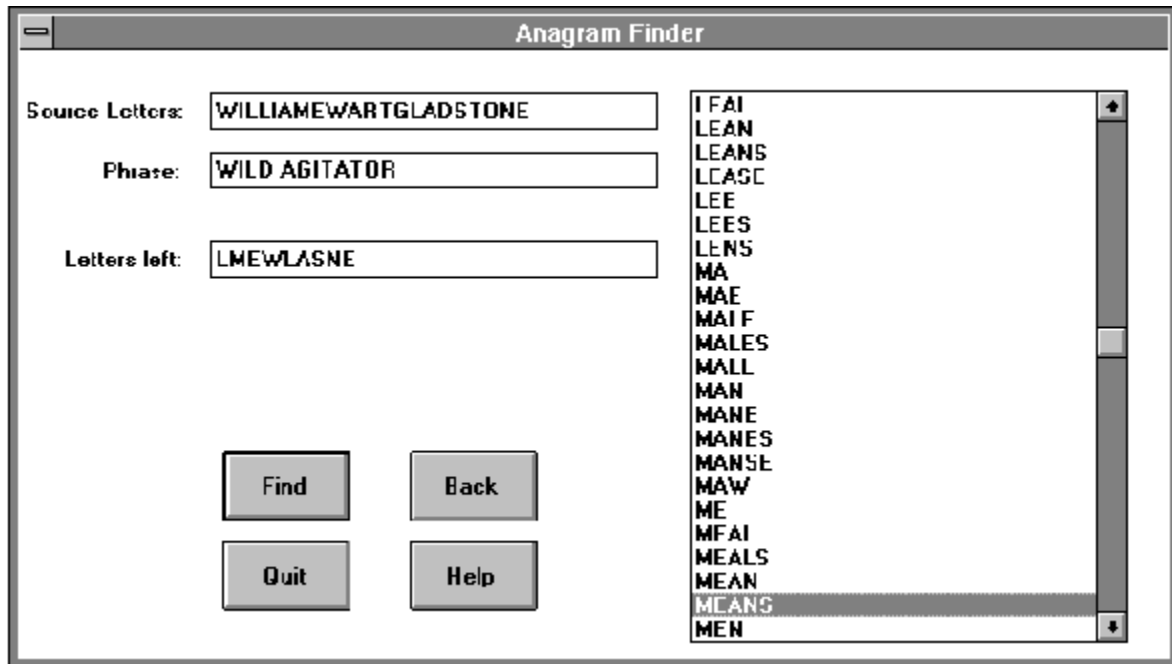 Anagram Finder
Source Letters: WILLIAMEWARTGLADSTONE
Phrase: WILD AGITATOR
Letters left: LMEWLASNE
Find
Back
Quit
Help
LEAL
LEAN
LEANS
LEASE
LEE
LEES
LENS
MA
MAE
MALE
MALES
MALL
MAN
MANE
MANES
MANSE
MAW
ME
MEAL
MEALS
MEAN
MEANS
MEN